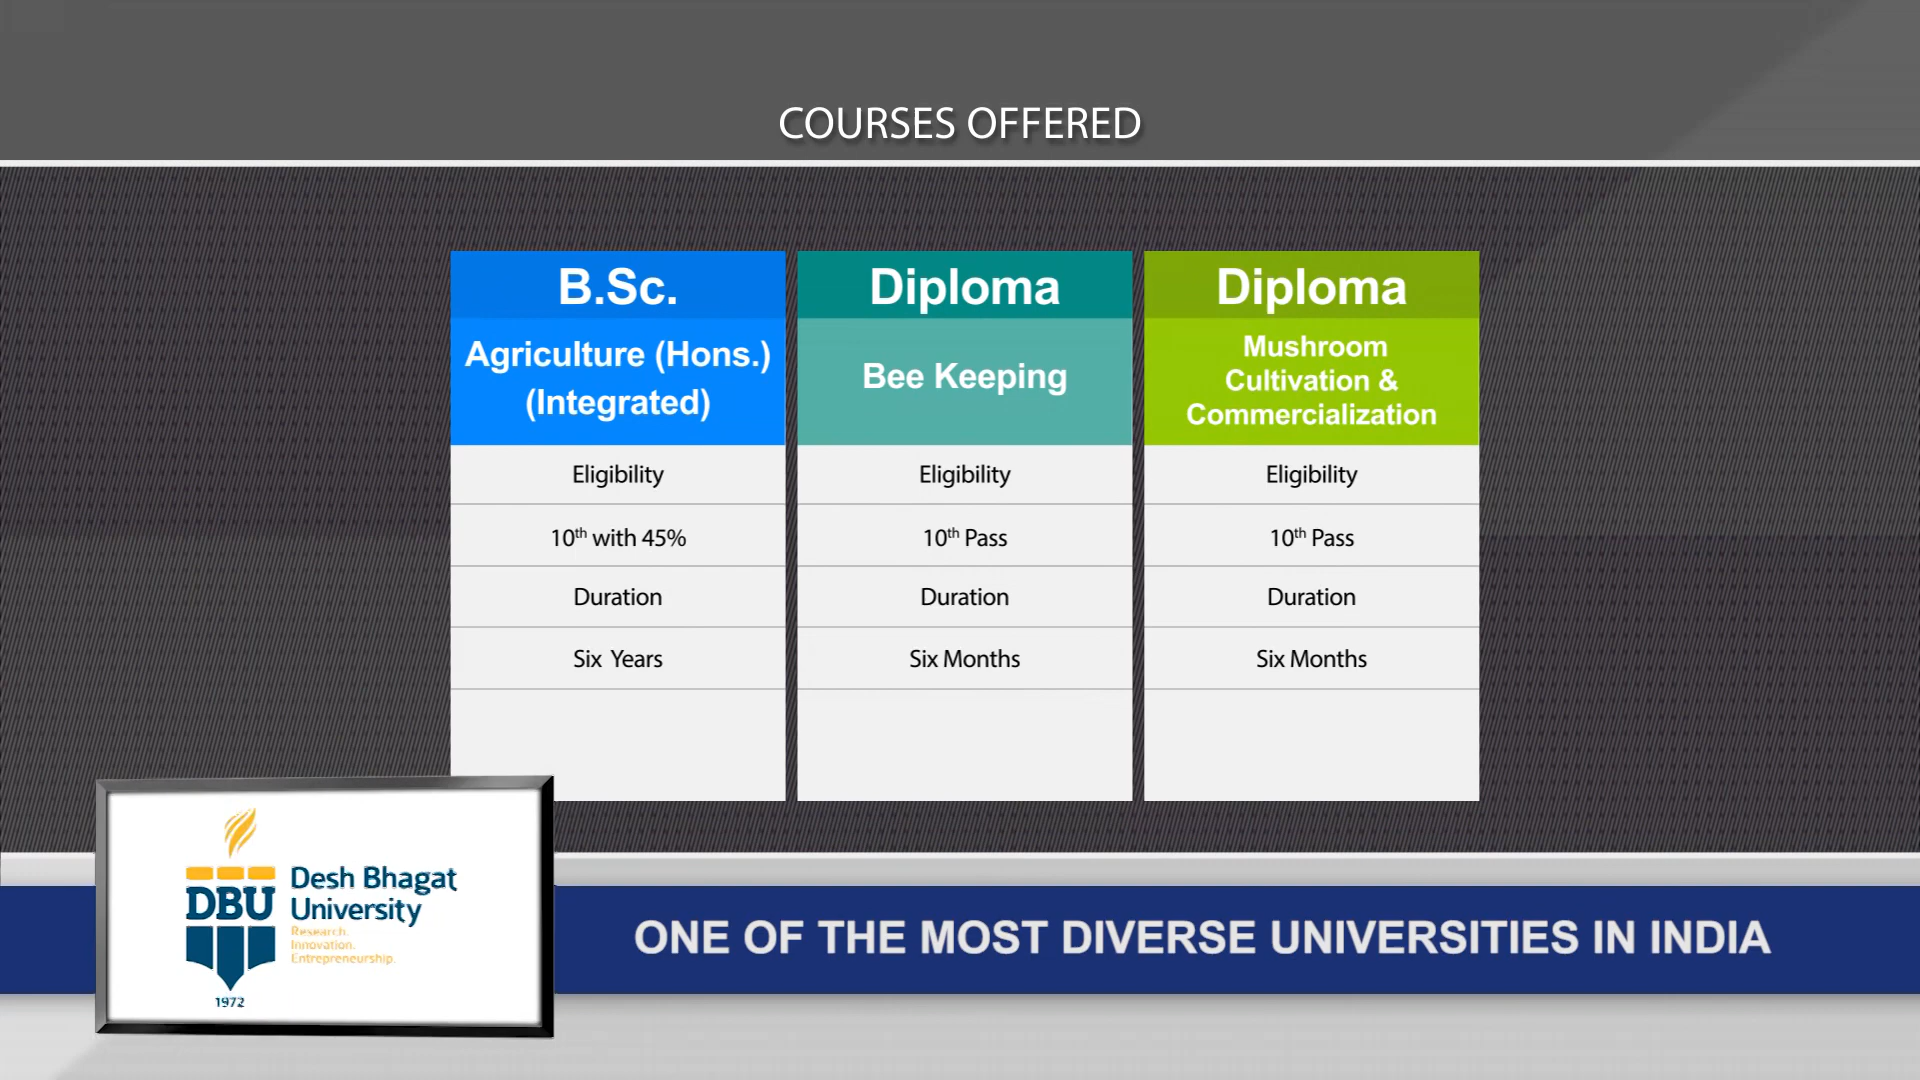 COURSES OFFERED
B.Sc.
Agriculture (Hons.)
(Integrated)
Eligibility
10th with 45%
Duration
Six Years
Diploma
Bee Keeping
Eligibility
10th Pass
Duration
Six Months
Diploma
Mushroom
Cultivation &
Commercialization
Eligibility
10th Pass
Duration
Six Months
DBU
1972
Desh Bhagat
University
Research.
Innovation.
Entrepreneurship.
ONE OF THE MOST DIVERSE UNIVERSITIES IN INDIA